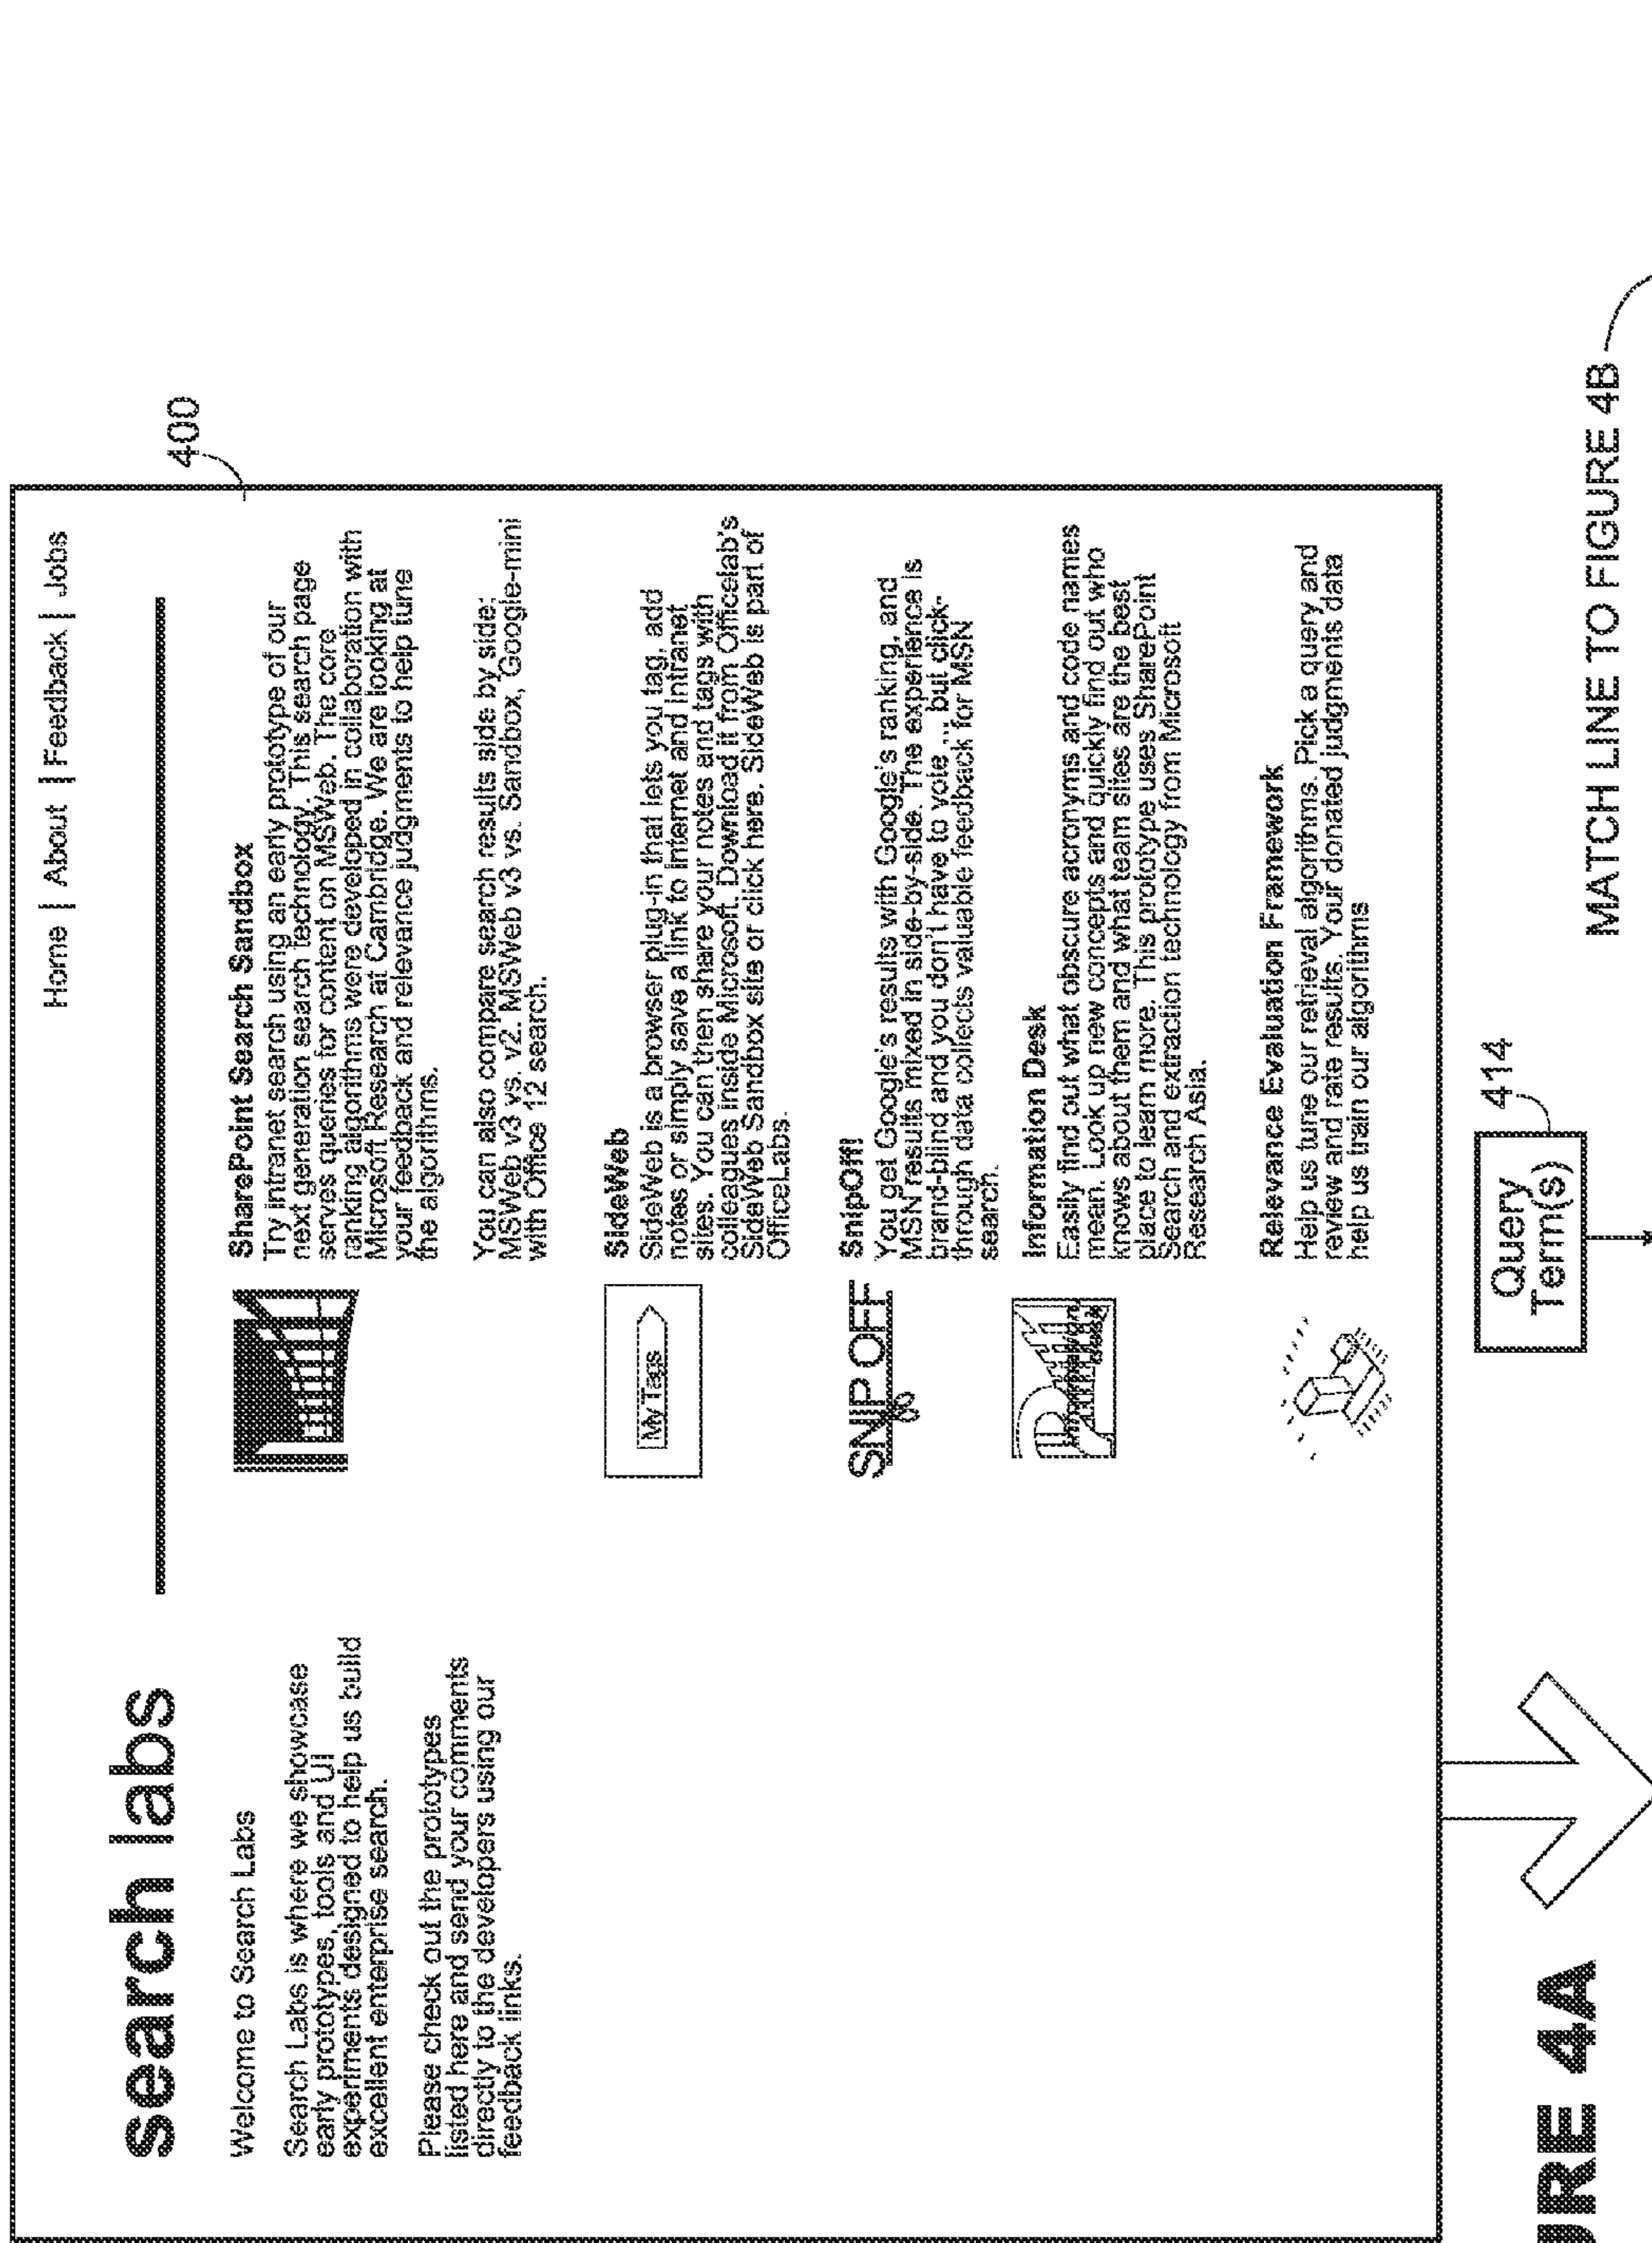 Home | About | Feedback | Jobs
search labs
400
Welcome to Search Labs
Search Labs is where we showcase
early prototypes, tools and UI
experiments designed to help us build
excellent enterprise search.
Please check out the prototypes
listed here and send your comments
directly to the developers using our
feedback links.
SharePoint Search Sandbox
Try intranet search using an early prototype of our
next generation search technology. This search page
serves queries for content on MSWeb. The core
ranking algorithms were developed in collaboration with
Microsoft Research at Cambridge. We are looking at
your feedback and relevance judgments to help tune
the algorithms.
You can also compare search results side by side:
MSWeb v3 vs. v2. MSWeb v3 vs. Sandbox, Google-mini
with Office 12 search.
My Tags
SideWeb
SideWeb is a browser plug-in that lets you tag, add
notes or simply save a link to Internet and Intranet
sites. You can then share your notes and tags with
colleagues inside Microsoft. Download it from Officelab's
SideWeb Sandbox site or click here. SideWeb is part of
OfficeLabs.
SNIP OFF
SnipOff!
You get Google's results with Google's ranking, and
MSN results mixed in side-by-side. The experience is
brand-blind and you don't have to vote ... but click-
through data collects valuable feedback for MSN
search.
Information
Desk
Information Desk
Easily find out what obscure acronyms and code names
mean. Look up new concepts and quickly find out who
knows about them and what team sites are the best
place to learn more. This prototype uses SharePoint
Search and extraction technology from Microsoft
Research Asia.
Relevance Evaluation Framework
Help us tune our retrieval algorithms. Pick a query and
review and rate results. Your donated judgments data
help us train our algorithms
414
Query
Term(s)
URE 4A
MATCH LINE TO FIGURE 4B